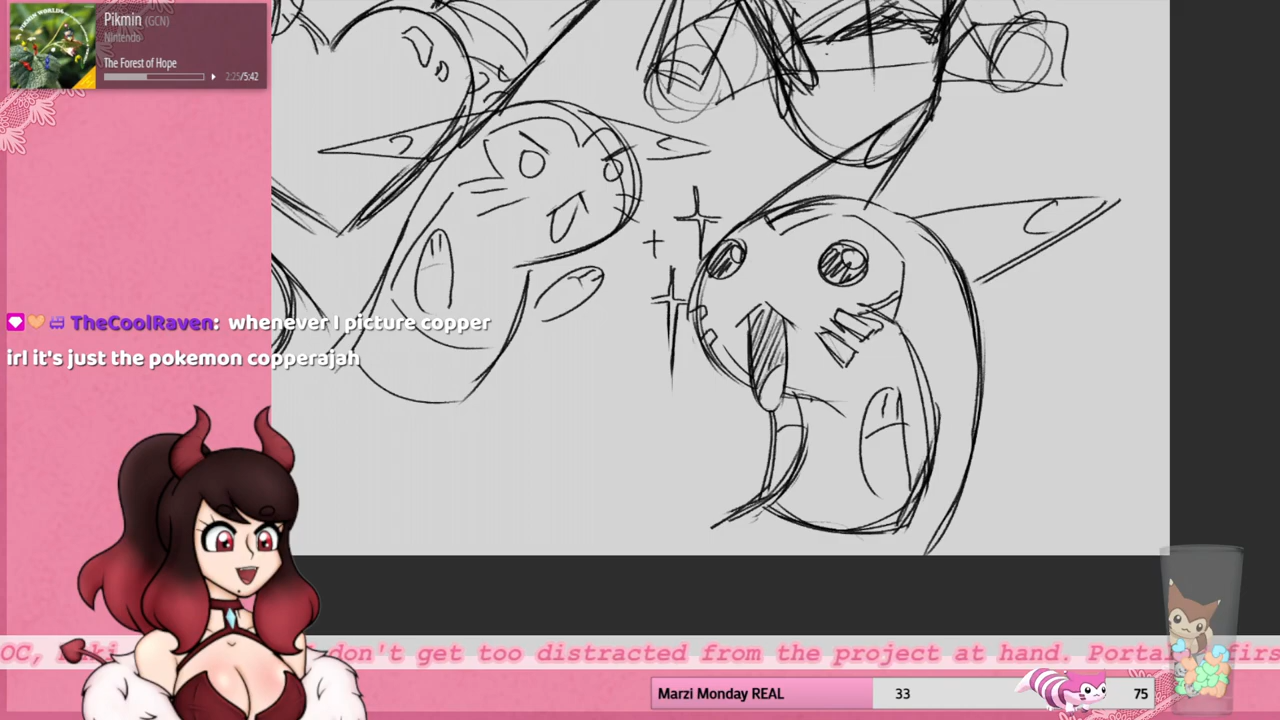 Pikmin (GCN)
Nintendo
The Forest of Hope
2:25/5:42
TheCoolRaven: whenever I picture copper
irl it's just the pokemon copperajah
OC, don't get too distracted from the project at hand. Portal firs
Marzi Monday REAL 33 75